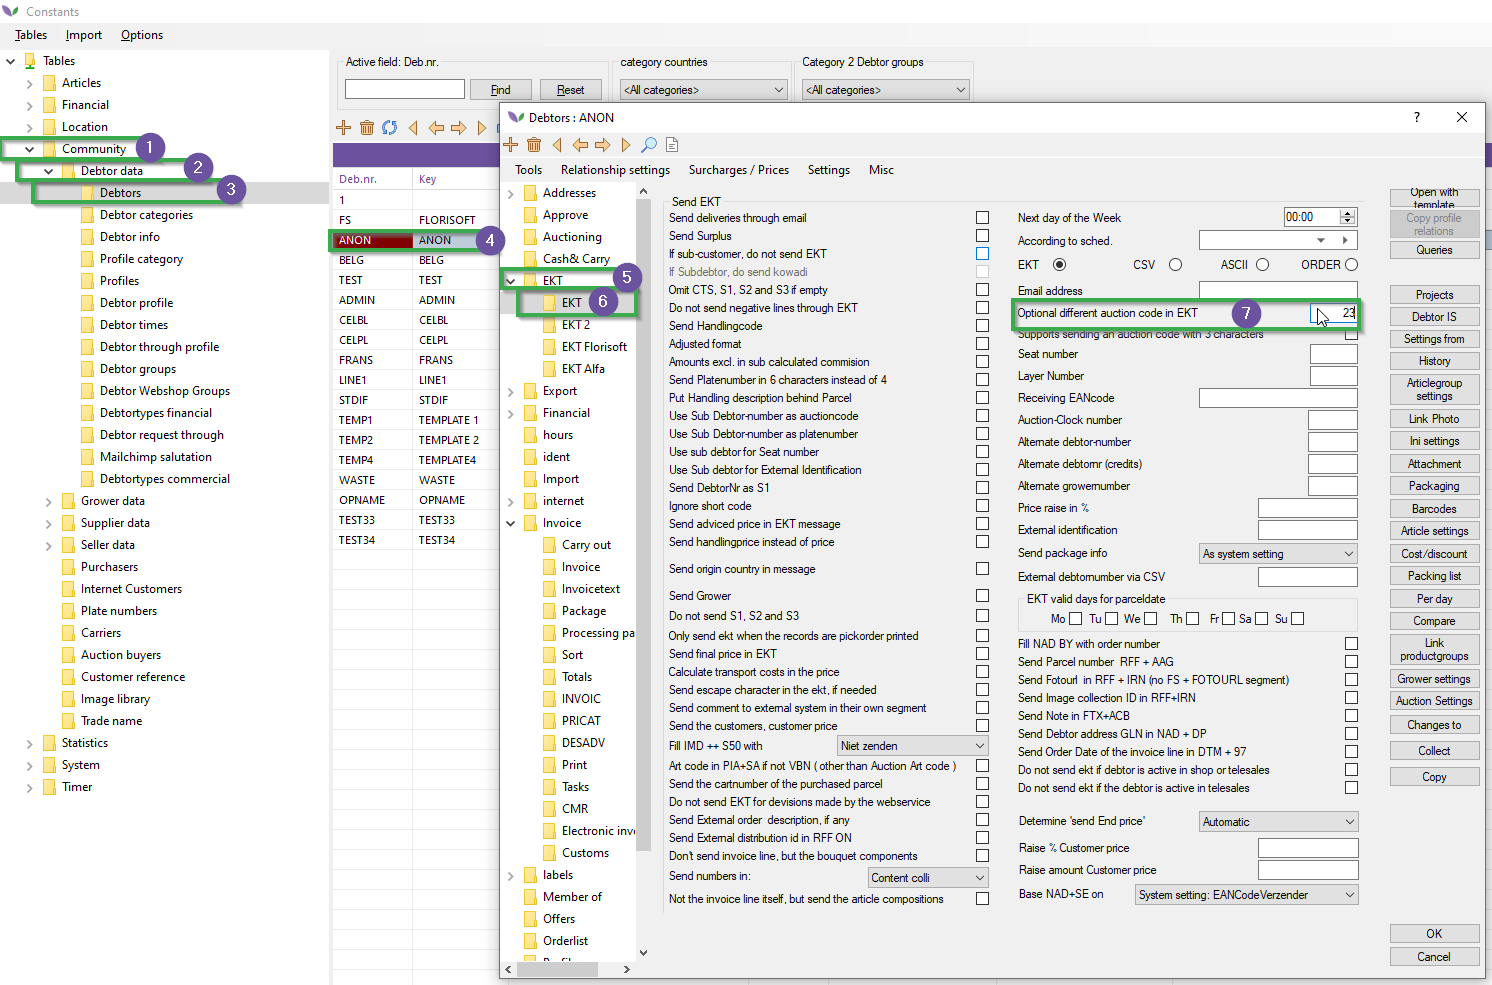 Constants
Tables Import Options
Tables
Articles
Financial
Location
Community 1
Debtor data 2
Debtors 3
Debtor categories
Debtor info
Profile category
Profiles
Debtor profile
Debtor times
Debtor through profile
Debtor groups
Debtor Webshop Groups
Debtortypes financial
Debtor request through
Mailchimp salutation
Debtortypes commercial
Grower data
Supplier data
Seller data
Purchasers
Internet Customers
Plate numbers
Carriers
Auction buyers
Customer reference
Image library
Trade name
Statistics
System
Timer
Active field: Deb.nr.
Find Reset
category countries
<All categories>
Category 2 Debtor groups
<All categories>
Deb.nr. Key
1
FS FLORISOFT
ANON ANON 4
BELG BELG
TEST TEST
ADMIN ADMIN
CELBL CELBL
CELPL CELPL
FRANS FRANS
LINE1 LINE1
STDIF STDIF
TEMP1 TEMPLATE 1
TEMP2 TEMPLATE 2
TEMP4 TEMPLATE4
WASTE WASTE
OPNAME OPNAME
TEST33 TEST33
TEST34 TEST34
Debtors : ANON ?
Tools Relationship settings Surcharges / Prices Settings Misc
Addresses
Approve
Auctioning
Cash& Carry
EKT 5
EKT 6
EKT 2
EKT Florisoft
EKT Alfa
Export
Financial
hours
ident
Import
internet
Invoice
Carry out
Invoice
Invoicetext
Package
Processing pa
Sort
Totals
INVOIC
PRICAT
DESADV
Print
Tasks
CMR
Electronic inv
Customs
labels
Member of
Offers
Orderlist
Send EKT
Send deliveries through email
Send Surplus
If sub-customer, do not send EKT
If Subdebtor, do send kowadi
Omit CTS, S1, S2 and S3 if empty
Do not send negative lines through EKT
Send Handlingcode
Adjusted format
Amounts excl. in sub calculated commision
Send Platenumber in 6 characters instead of 4
Put Handling description behind Parcel
Use Sub Debtor-number as auctioncode
Use Sub Debtor-number as platenumber
Use sub debtor for Seat number
Use Sub debtor for External Identification
Send DebtorNr as S1
Ignore short code
Send adviced price in EKT message
Send handlingprice instead of price
Send origin country in message
Send Grower
Do not send S1, S2 and S3
Only send ekt when the records are pickorder printed
Send final price in EKT
Calculate transport costs in the price
Send escape character in the ekt, if needed
Send comment to external system in their own segment
Send the customers, customer price
Fill IMD ++ S50 with Niet zenden
Art code in PIA+SA if not VBN ( other than Auction Art code )
Send the cartnumber of the purchased parcel
Do not send EKT for devisions made by the webservice
Send External order description, if any
Send External distribution id in RFF ON
Don't send invoice line, but the bouquet components
Send numbers in: Content colli
Not the invoice line itself, but send the article compositions
Next day of the Week 00:00
According to sched.
EKT CSV ASCII ORDER
Email address
Optional different auction code in EKT 7 23
Supports sending an auction code with 3 characters
Seat number
Layer Number
Receiving EANcode
Auction-Clock number
Alternate debtor-number
Alternate debtornr (credits)
Alternate growernumber
Price raise in %
External identification
Send package info As system setting
External debtornumber via CSV
EKT valid days for parceldate
Mo Tu We Th Fr Sa Su
Fill NAD BY with order number
Send Parcel number RFF + AAG
Send Fotourl in RFF + IRN (no FS + FOTOURL segment)
Send Image collection ID in RFF+IRN
Send Note in FTX+ACB
Send Debtor address GLN in NAD + DP
Send Order Date of the invoice line in DTM + 97
Do not send ekt if debtor is active in shop or telesales
Do not send ekt if the debtor is active in telesales
Determine 'send End price' Automatic
Raise % Customer price
Raise amount Customer price
Base NAD+SE on System setting: EANCodeVerzender
Open with
template
Copy profile
relations
Queries
Projects
Debtor IS
Settings from
History
Articlegroup
settings
Link Photo
Ini settings
Attachment
Packaging
Barcodes
Article settings
Cost/discount
Packing list
Per day
Compare
Link
productgroups
Grower settings
Auction Settings
Changes to
Collect
Copy
OK
Cancel